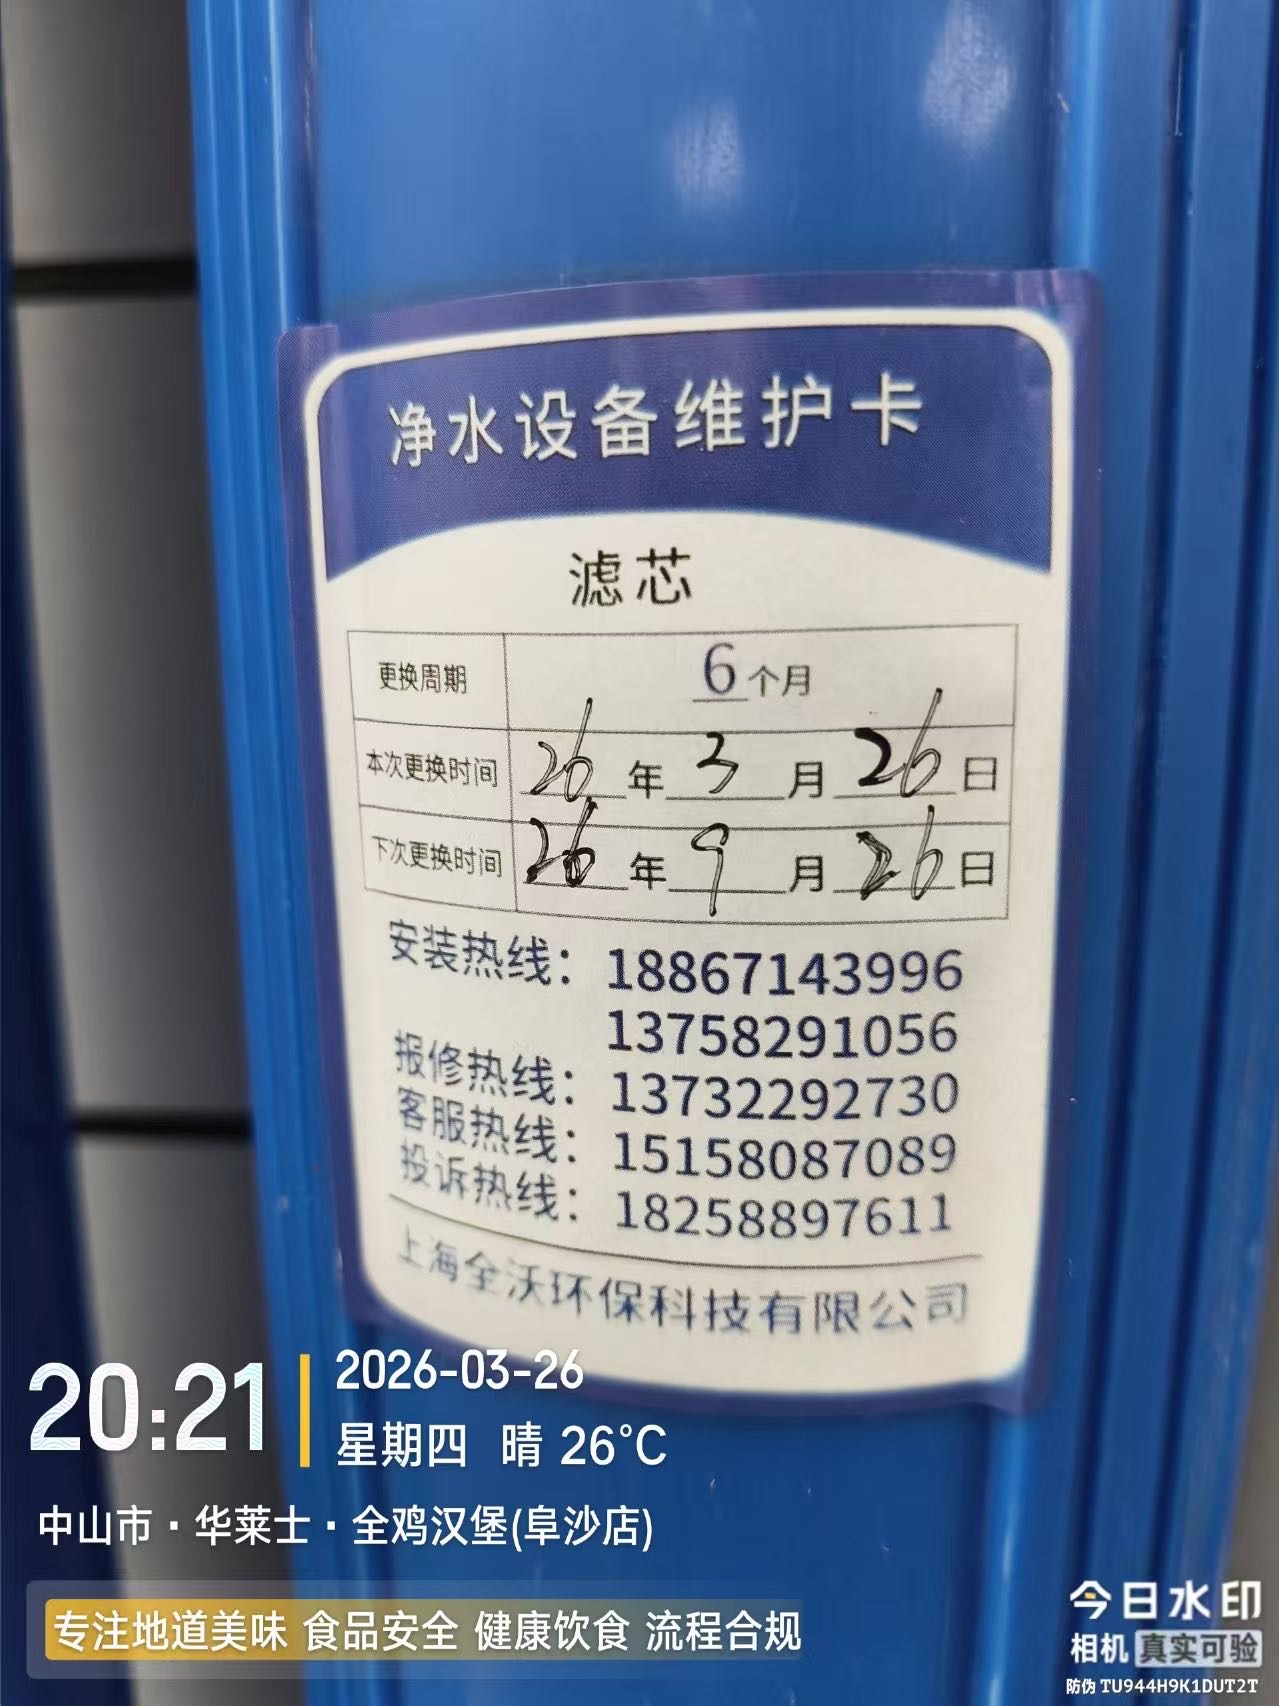 净水设备维护卡
滤芯
更换周期 6个月
本次更换时间 26年3月26日
下次更换时间 26年9月26日
安装热线：18867143996
13758291056
报修热线：13732292730
客服热线：15158087089
投诉热线：18258897611
上海全沃环保科技有限公司
20:21
2026-03-26
星期四 晴 26°C
中山市·华莱士·全鸡汉堡(阜沙店)
专注地道美味 食品安全 健康饮食 流程合规
今日水印
相机 真实可验
防伪 TU944H9K1DUT2T